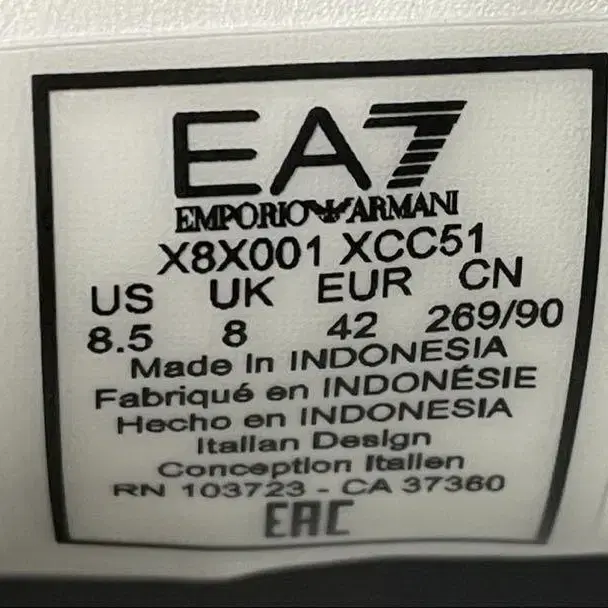 EA7
EMPORIO ARMANI
X8X001 XCC51
US UK EUR CN
8.5 8 42 269/90
Made In INDONESIA
Fabriqué en INDONÉSIE
Hecho en INDONESIA
Italian Design
Conception Italien
RN 103723 - CA 37360
EAC